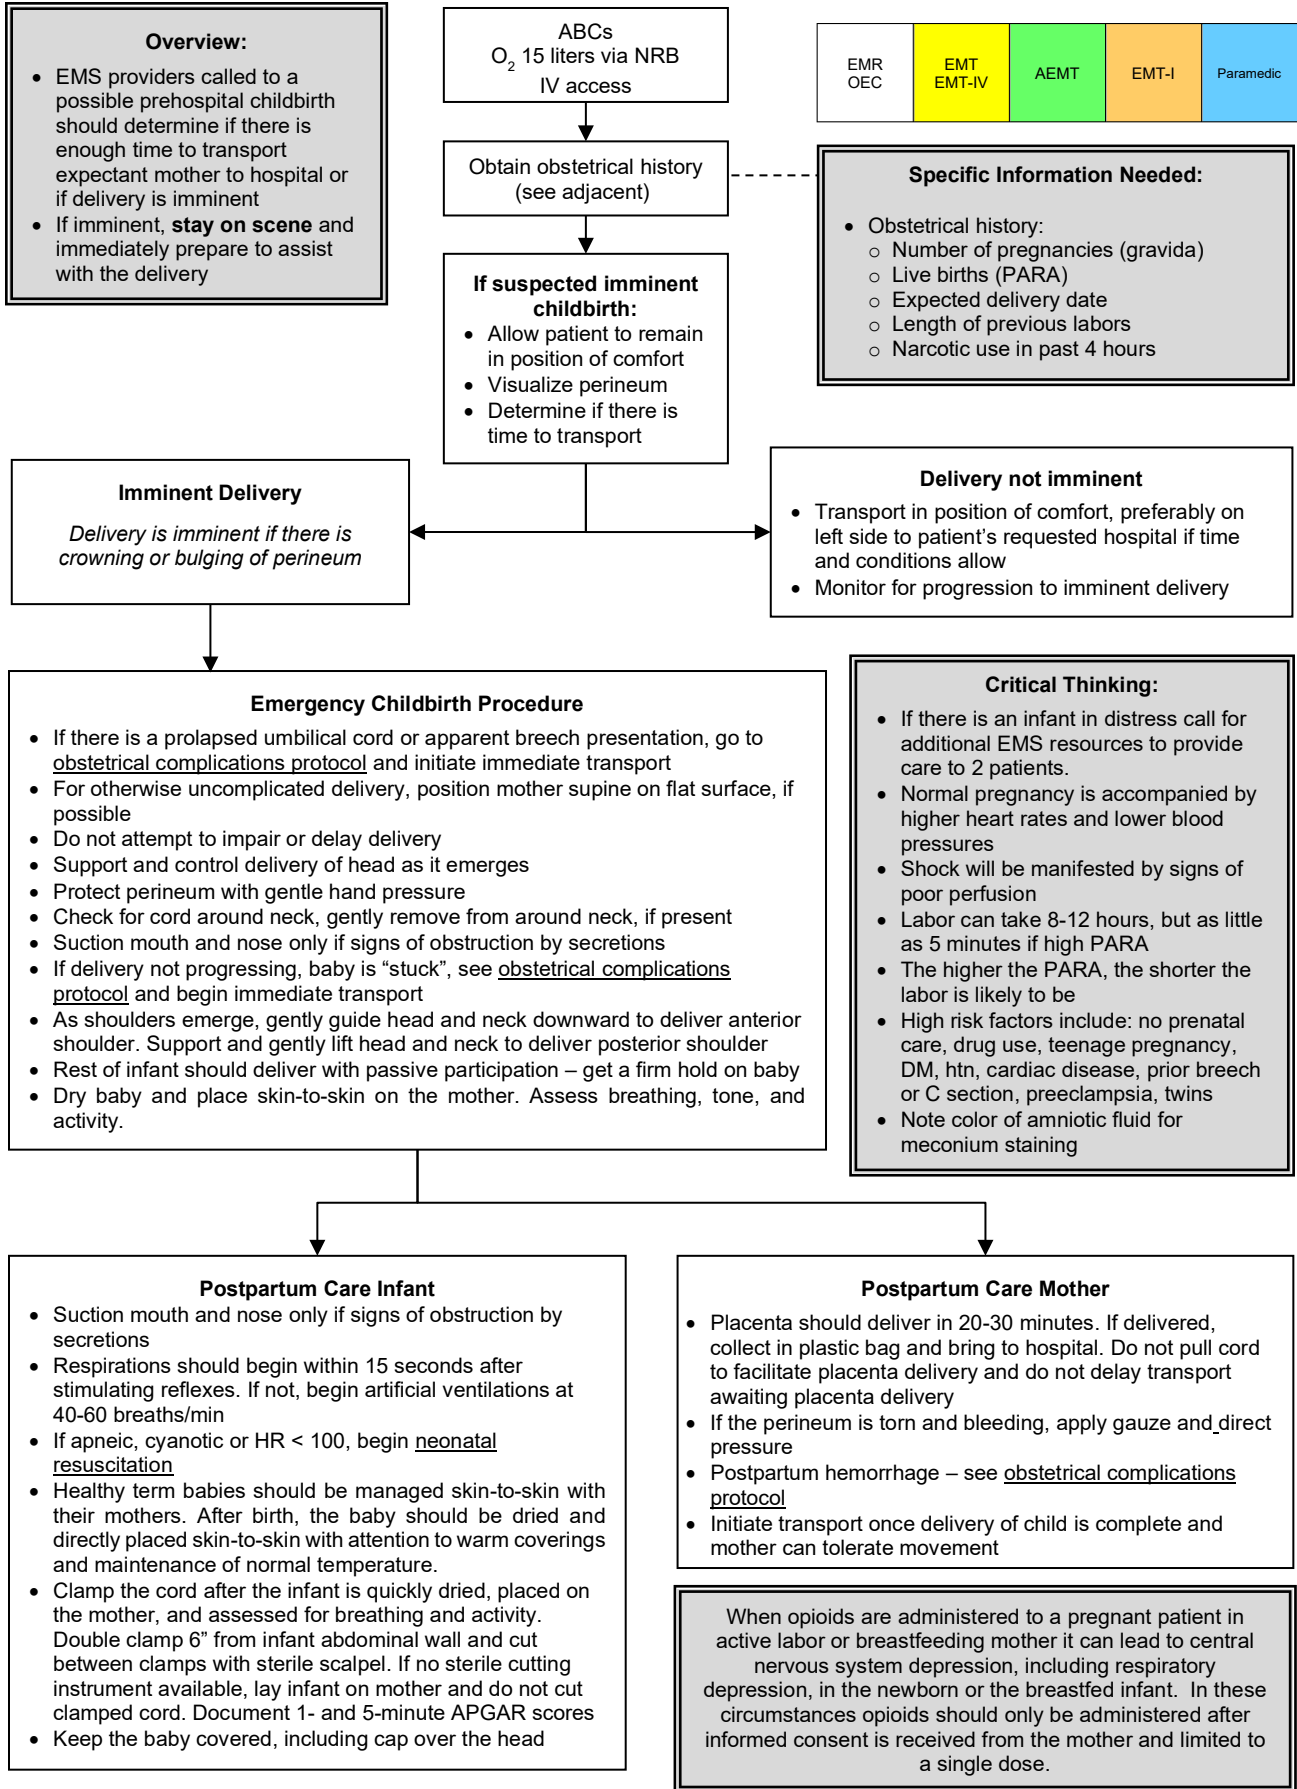 Overview:
• EMS providers called to a
possible prehospital childbirth
should determine if there is
enough time to transport
expectant mother to hospital or
if delivery is imminent
• If imminent, stay on scene and
immediately prepare to assist
with the delivery
ABCs
O2 15 liters via NRB
IV access
EMR
OEC
EMT
EMT-IV
AEMT
EMT-I
Paramedic
Obtain obstetrical history
(see adjacent)
Specific Information Needed:
• Obstetrical history:
o Number of pregnancies (gravida)
o Live births (PARA)
o Expected delivery date
o Length of previous labors
o Narcotic use in past 4 hours
If suspected imminent
childbirth:
• Allow patient to remain
in position of comfort
• Visualize perineum
• Determine if there is
time to transport
Imminent Delivery
Delivery is imminent if there is
crowning or bulging of perineum
Delivery not imminent
• Transport in position of comfort, preferably on
left side to patient’s requested hospital if time
and conditions allow
• Monitor for progression to imminent delivery
Emergency Childbirth Procedure
• If there is a prolapsed umbilical cord or apparent breech presentation, go to
obstetrical complications protocol and initiate immediate transport
• For otherwise uncomplicated delivery, position mother supine on flat surface, if
possible
• Do not attempt to impair or delay delivery
• Support and control delivery of head as it emerges
• Protect perineum with gentle hand pressure
• Check for cord around neck, gently remove from around neck, if present
• Suction mouth and nose only if signs of obstruction by secretions
• If delivery not progressing, baby is “stuck”, see obstetrical complications
protocol and begin immediate transport
• As shoulders emerge, gently guide head and neck downward to deliver anterior
shoulder. Support and gently lift head and neck to deliver posterior shoulder
• Rest of infant should deliver with passive participation – get a firm hold on baby
• Dry baby and place skin-to-skin on the mother. Assess breathing, tone, and
activity.
Critical Thinking:
• If there is an infant in distress call for
additional EMS resources to provide
care to 2 patients.
• Normal pregnancy is accompanied by
higher heart rates and lower blood
pressures
• Shock will be manifested by signs of
poor perfusion
• Labor can take 8-12 hours, but as little
as 5 minutes if high PARA
• The higher the PARA, the shorter the
labor is likely to be
• High risk factors include: no prenatal
care, drug use, teenage pregnancy,
DM, htn, cardiac disease, prior breech
or C section, preeclampsia, twins
• Note color of amniotic fluid for
meconium staining
Postpartum Care Infant
• Suction mouth and nose only if signs of obstruction by
secretions
• Respirations should begin within 15 seconds after
stimulating reflexes. If not, begin artificial ventilations at
40-60 breaths/min
• If apneic, cyanotic or HR < 100, begin neonatal
resuscitation
• Healthy term babies should be managed skin-to-skin with
their mothers. After birth, the baby should be dried and
directly placed skin-to-skin with attention to warm coverings
and maintenance of normal temperature.
• Clamp the cord after the infant is quickly dried, placed on
the mother, and assessed for breathing and activity.
Double clamp 6” from infant abdominal wall and cut
between clamps with sterile scalpel. If no sterile cutting
instrument available, lay infant on mother and do not cut
clamped cord. Document 1- and 5-minute APGAR scores
• Keep the baby covered, including cap over the head
Postpartum Care Mother
• Placenta should deliver in 20-30 minutes. If delivered,
collect in plastic bag and bring to hospital. Do not pull cord
to facilitate placenta delivery and do not delay transport
awaiting placenta delivery
• If the perineum is torn and bleeding, apply gauze and direct
pressure
• Postpartum hemorrhage – see obstetrical complications
protocol
• Initiate transport once delivery of child is complete and
mother can tolerate movement
When opioids are administered to a pregnant patient in
active labor or breastfeeding mother it can lead to central
nervous system depression, including respiratory
depression, in the newborn or the breastfed infant. In these
circumstances opioids should only be administered after
informed consent is received from the mother and limited to
a single dose.